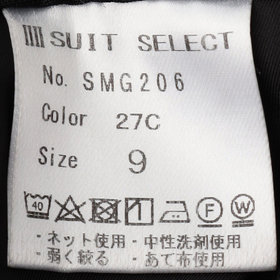 SUIT SELECT
No. SMG206
Color 27C
Size 9
40 F W
・ネット使用・中性洗剤使用
・弱く絞る ・あて布使用